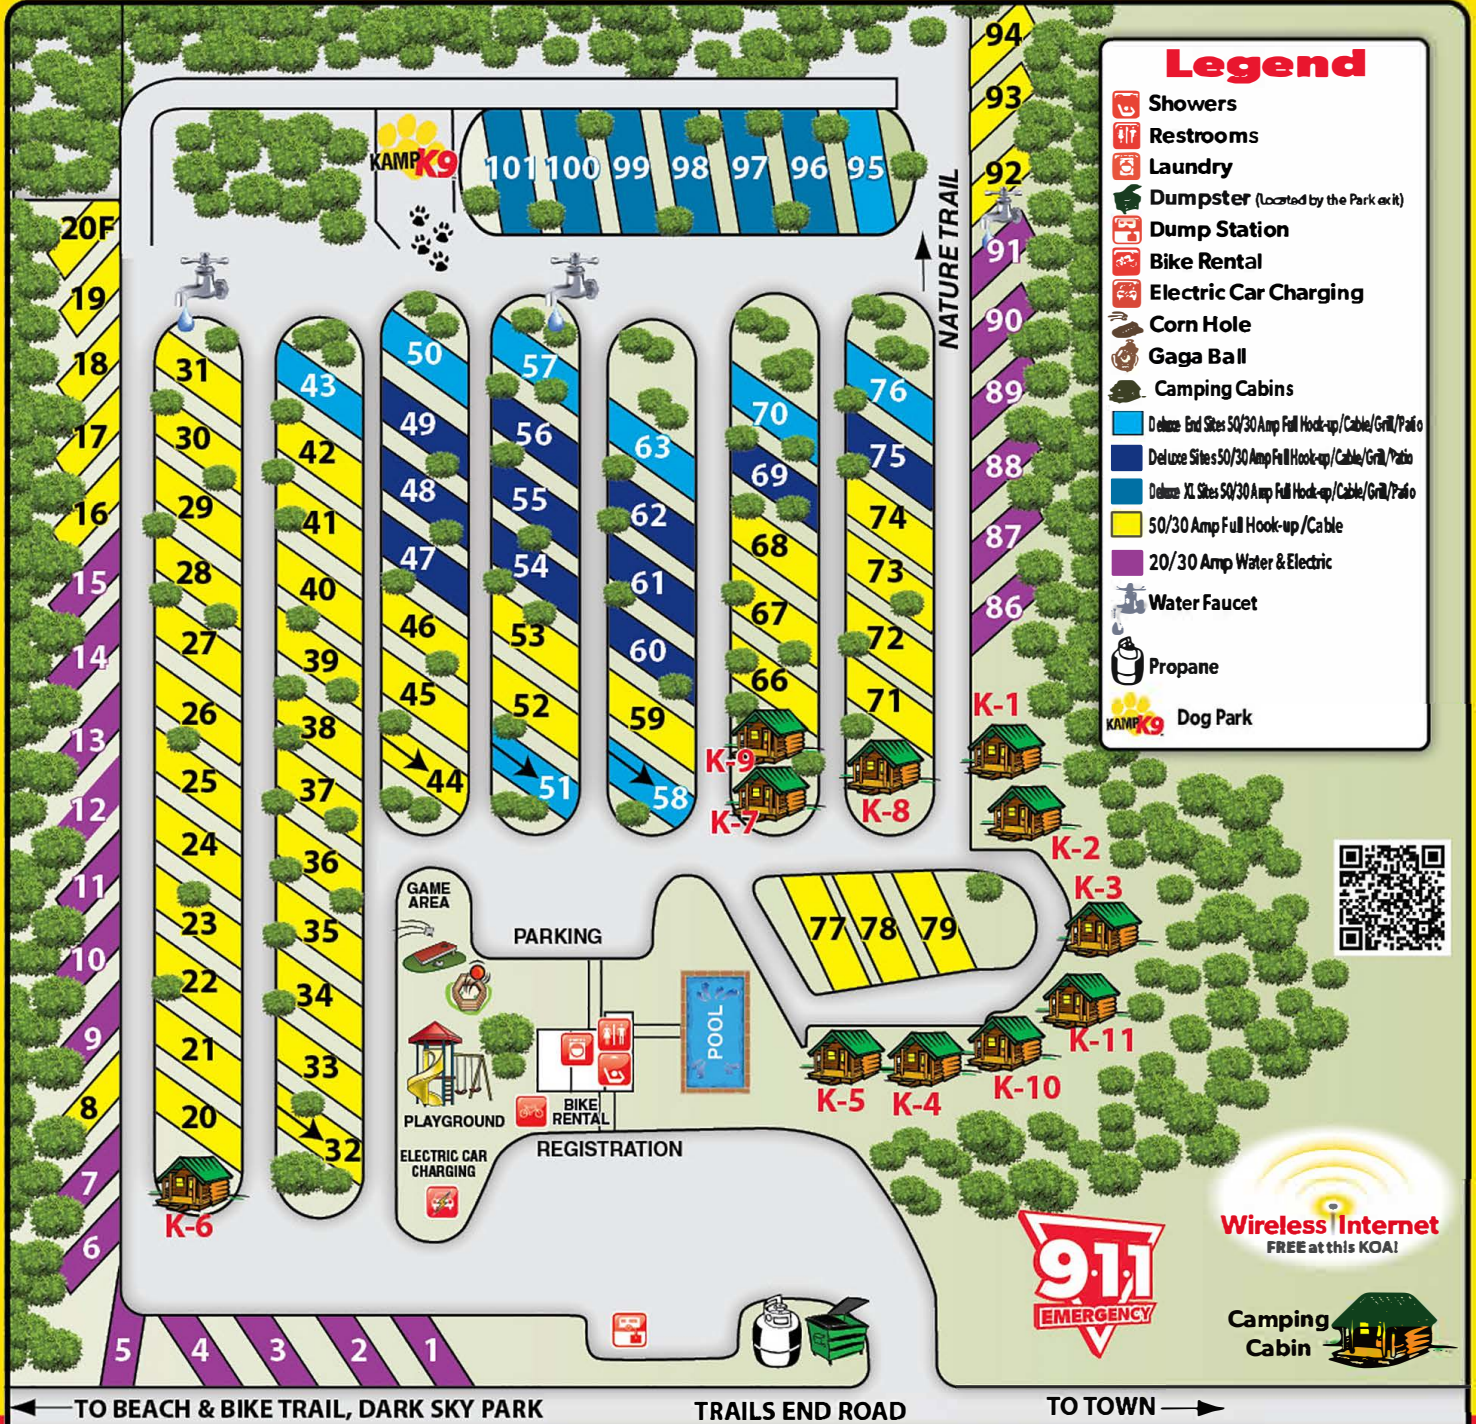 94
93
92
91
90
89
88
87
86
Legend
Showers
Restrooms
Laundry
Dumpster (Located by the Park exit)
Dump Station
Bike Rental
Electric Car Charging
Corn Hole
Gaga Ball
Camping Cabins
Deluxe End Sites 50/30 Amp Full Hook-up/Cable/Grill/Patio
Deluxe Sites 50/30 Amp Full Hook-up/Cable/Grill/Patio
Deluxe XL Sites 50/30 Amp Full Hook-up/Cable/Grill/Patio
50/30 Amp Full Hook-up/Cable
20/30 Amp Water & Electric
Water Faucet
Propane
KAMP K9 Dog Park
KAMP K9
101 100 99 98 97 96 95
NATURE TRAIL
20F
19
18
17
16
15
14
13
12
11
10
9
8
7
6
5 4 3 2 1
31
30
29
28
27
26
25
24
23
22
21
20
K-6
43
42
41
40
39
38
37
36
35
34
33
32
50
49
48
47
46
45
44
57
56
55
54
53
52
51
63
62
61
60
59
58
70
69
68
67
66
K-9
K-7
76
75
74
73
72
71
K-8
K-1
K-2
K-3
K-11
K-10
K-4
K-5
77 78 79
GAME
AREA
PARKING
POOL
PLAYGROUND
BIKE
RENTAL
REGISTRATION
ELECTRIC CAR
CHARGING
9·1·1
EMERGENCY
Wireless Internet
FREE at this KOA!
Camping
Cabin
TO BEACH & BIKE TRAIL, DARK SKY PARK
TRAILS END ROAD
TO TOWN